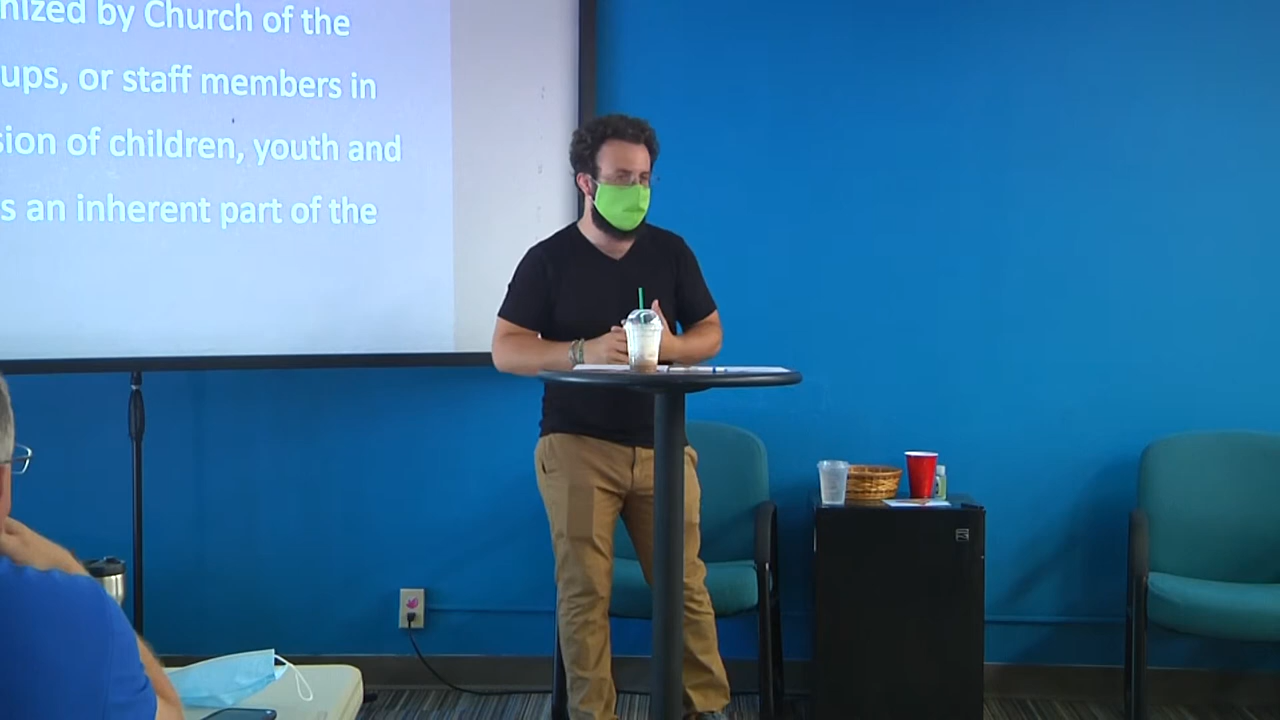 nized by Church of the
ups, or staff members in
sion of children, youth and
s an inherent part of the